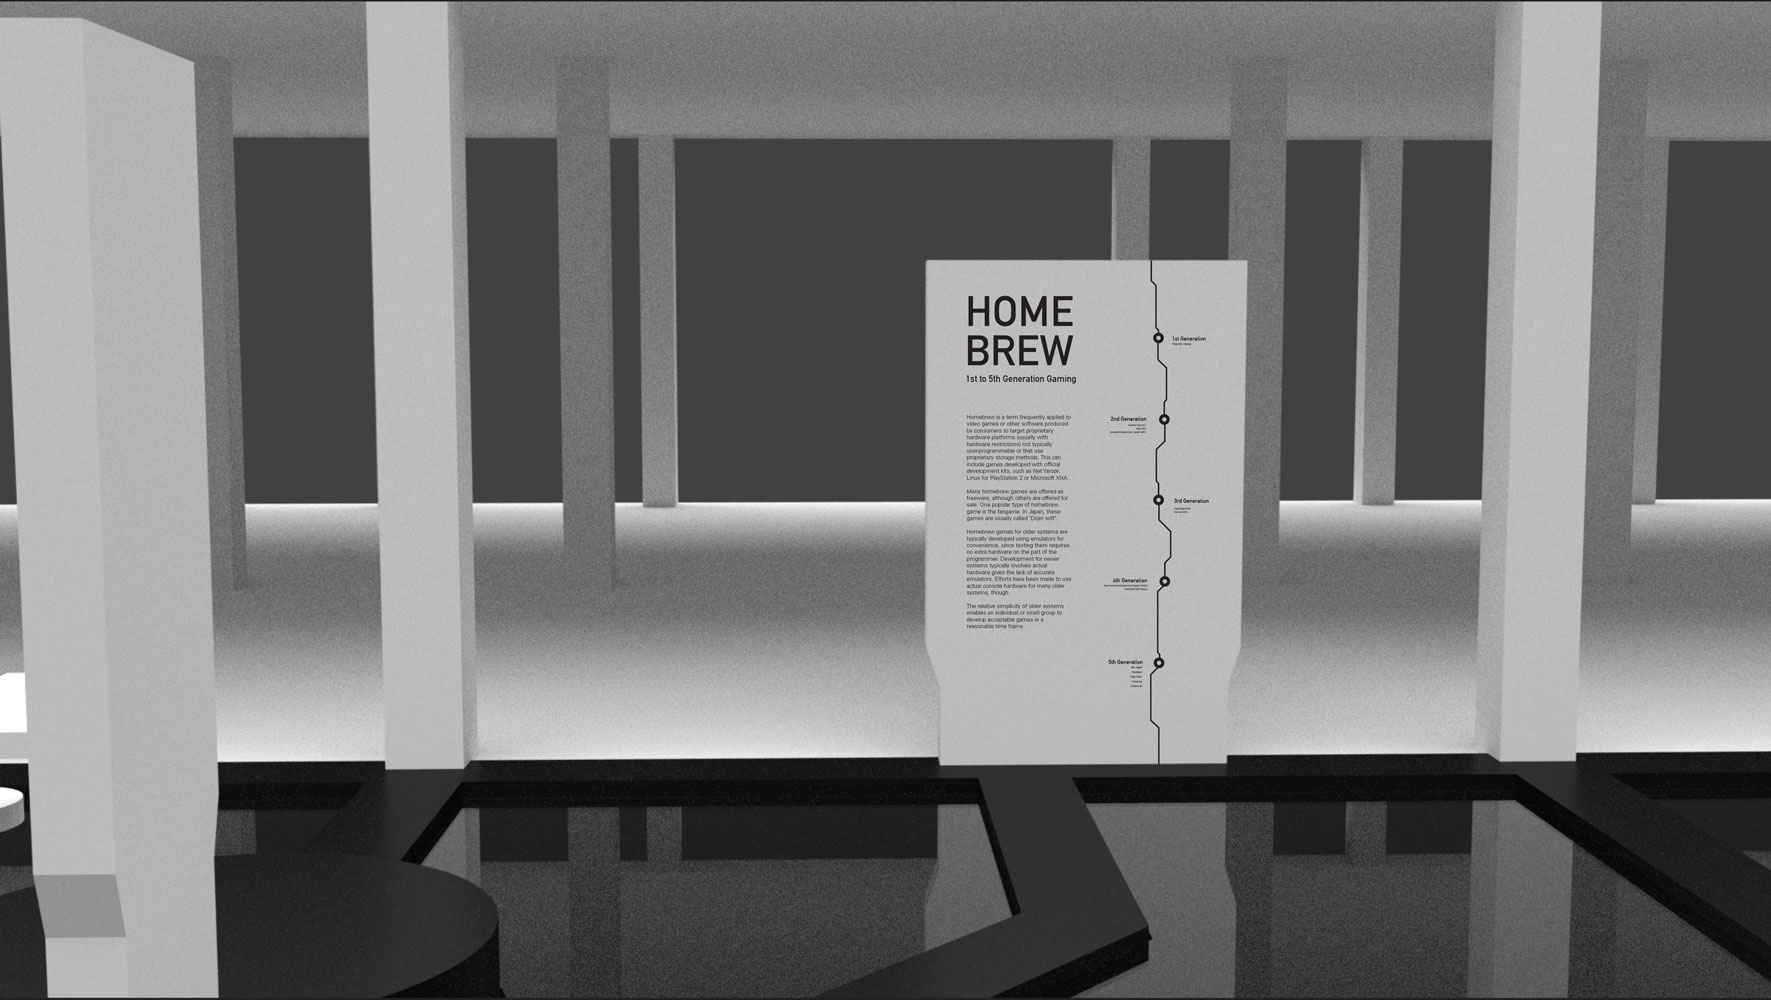 HOME
BREW
1st to 5th Generation Gaming
Homebrew is a term frequently applied to
video games or other software produced
by consumers to target proprietary
hardware platforms (usually with
hardware restrictions) not typically
user-programmable or that use
proprietary storage methods. This can
include games developed with official
development kits, such as Net Yaroze,
Linux for PlayStation 2 or Microsoft XNA.
Many homebrew games are offered as
freeware, although others are offered for
sale. One popular type of homebrew
game is the fangame. In Japan, these
games are usually called "Dojin soft".
Homebrew games for older systems are
typically developed using emulators for
convenience, since testing them requires
no extra hardware on the part of the
programmer. Development for newer
systems typically involves actual
hardware given the lack of accurate
emulators. Efforts have been made to use
actual console hardware for many older
systems, though.
The relative simplicity of older systems
enables an individual or small group to
develop acceptable games in a
reasonable time frame.
1st Generation
2nd Generation
3rd Generation
4th Generation
5th Generation